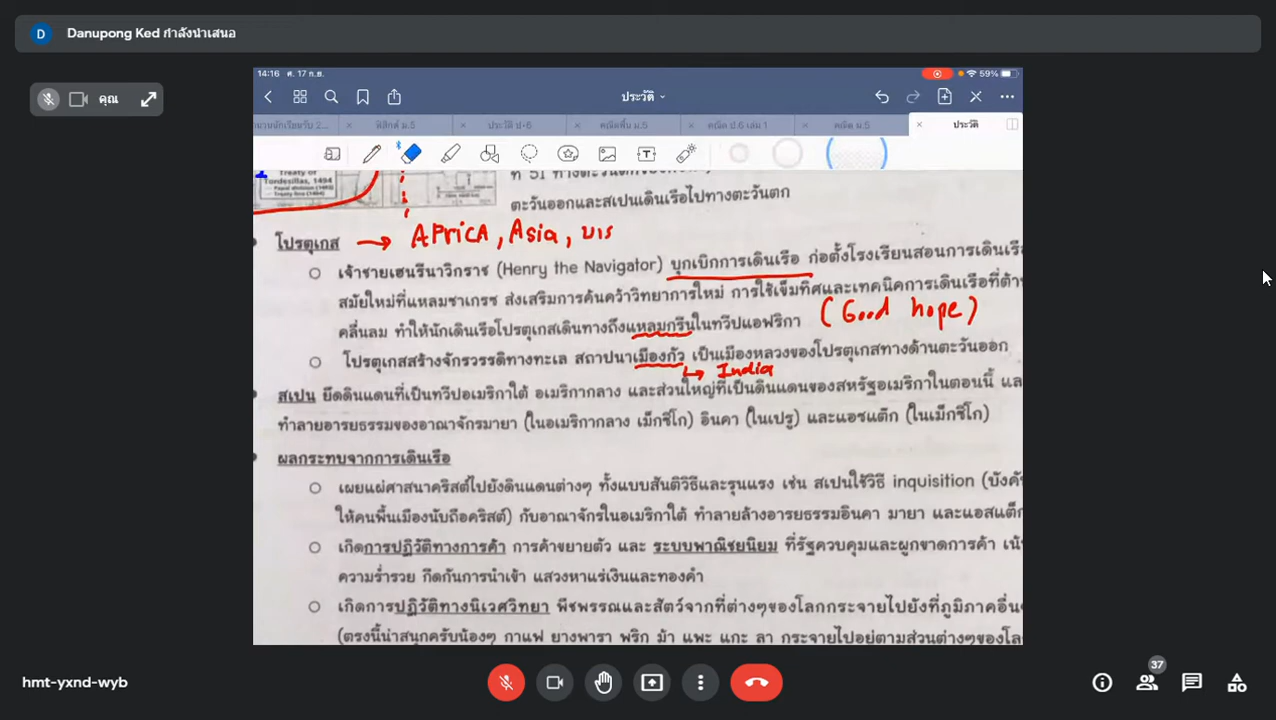 D Danupong Ked กำลังนำเสนอ
คุณ
14:16 ศ. 17 ก.ย. 59%
ประวัติ
ฟิสิกส์ ม.5 ประวัติ ป.6 คณิตพื้น ม.5 คณิต ป.6 เล่ม 1 คณิต ม.5 ประวัติ
Treaty of
Tordesillas, 1494
ที่ 51
ตะวันออกและสเปนเดินเรือไปทางตะวันตก
โปรตุเกส → AFricA, Asia, บาร
เจ้าชายเฮนรีนาวิกราช (Henry the Navigator) บุกเบิกการเดินเรือ ก่อตั้งโรงเรียนสอนการเดินเรื
สมัยใหม่ที่แหลมซาเกรซ ส่งเสริมการค้นคว้าวิทยาการใหม่ การใช้เข็มทิศและเทคนิคการเดินเรือที่ต้า
คลื่นลม ทำให้นักเดินเรือโปรตุเกสเดินทางถึงแหลมกรีนในทวีปแอฟริกา (Good hope)
โปรตุเกสสร้างจักรวรรดิทางทะเล สถาปนาเมืองกัว เป็นเมืองหลวงของโปรตุเกสทางด้านตะวันออก
↳ India
สเปน ยึดดินแดนที่เป็นทวีปอเมริกาใต้ อเมริกากลาง และส่วนใหญ่ที่เป็นดินแดนของสหรัฐอเมริกาในตอนนี้ แล
ทำลายอารยธรรมของอาณาจักรมายา (ในอเมริกากลาง เม็กซิโก) อินคา (ในเปรู) และแอซแต็ก (ในเม็กซิโก)
ผลกระทบจากการเดินเรือ
เผยแผ่ศาสนาคริสต์ไปยังดินแดนต่างๆ ทั้งแบบสันติวิธีและรุนแรง เช่น สเปนใช้วิธี inquisition (บังคั
ให้คนพื้นเมืองนับถือคริสต์) กับอาณาจักรในอเมริกาใต้ ทำลายล้างอารยธรรมอินคา มายา และแอสแต็ก
เกิดการปฏิวัติทางการค้า การค้าขยายตัว และ ระบบพาณิชยนิยม ที่รัฐควบคุมและผูกขาดการค้า เน้
ความร่ำรวย กีดกันการนำเข้า แสวงหาแร่เงินและทองคำ
เกิดการปฏิวัติทางนิเวศวิทยา พืชพรรณและสัตว์จากที่ต่างๆของโลกกระจายไปยังที่ภูมิภาคอื่น
(ตรงนี้น่าสนุกครับน้องๆ กาแฟ ยางพารา พริก ม้า แพะ แกะ ลา กระจายไปอยู่ตามส่วนต่างๆของโล
hmt-yxnd-wyb
37